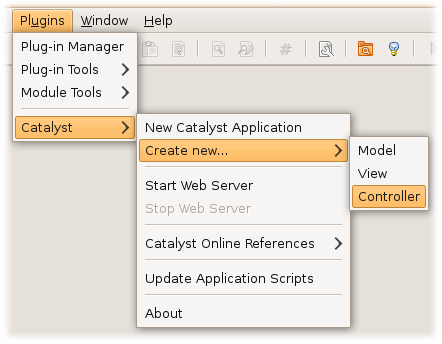 Plugins Window Help
Plug-in Manager
Plug-in Tools
Module Tools
Catalyst
New Catalyst Application
Create new...
Start Web Server
Stop Web Server
Catalyst Online References
Update Application Scripts
About
Model
View
Controller